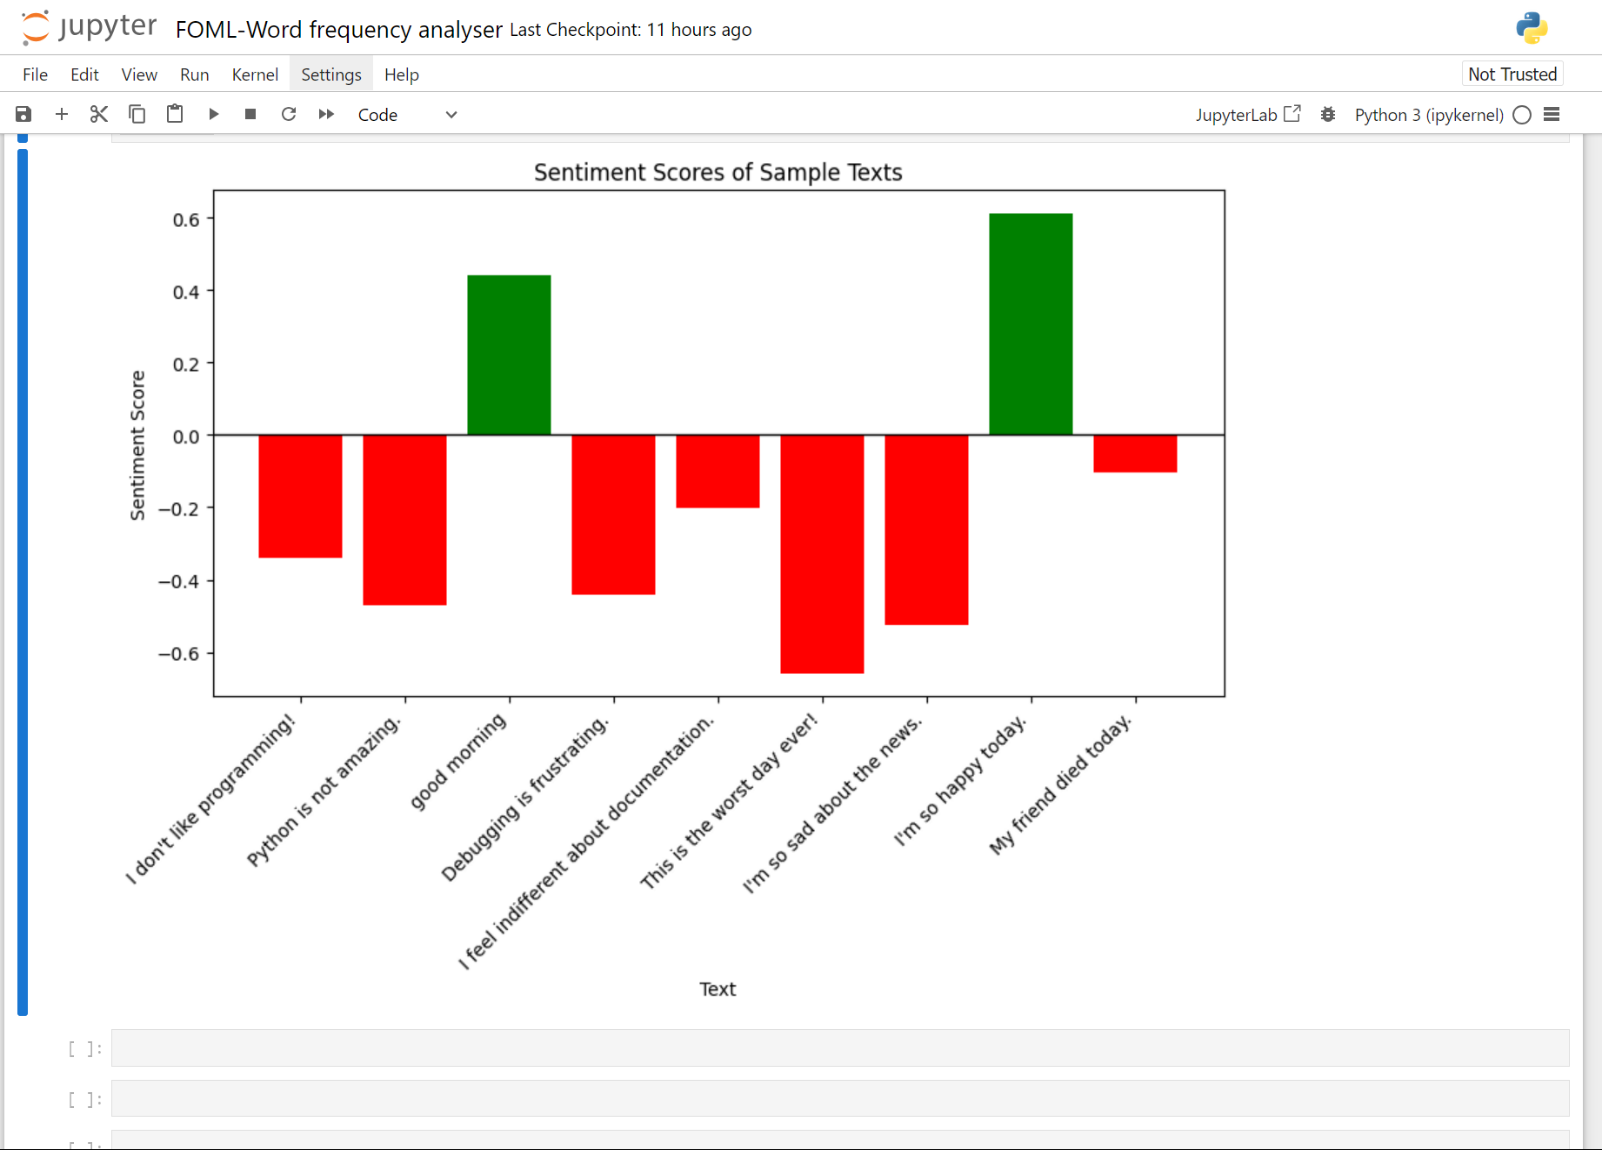 jupyter FOML-Word frequency analyser Last Checkpoint: 11 hours ago
File Edit View Run Kernel Settings Help Not Trusted
Code JupyterLab Python 3 (ipykernel)
Sentiment Scores of Sample Texts
0.6
0.4
0.2
0.0
−0.2
−0.4
−0.6
Sentiment Score
I don't like programming!
Python is not amazing.
good morning
Debugging is frustrating.
I feel indifferent about documentation.
This is the worst day ever!
I'm so sad about the news.
I'm so happy today.
My friend died today.
Text
[ ]:
[ ]:
[ ]: